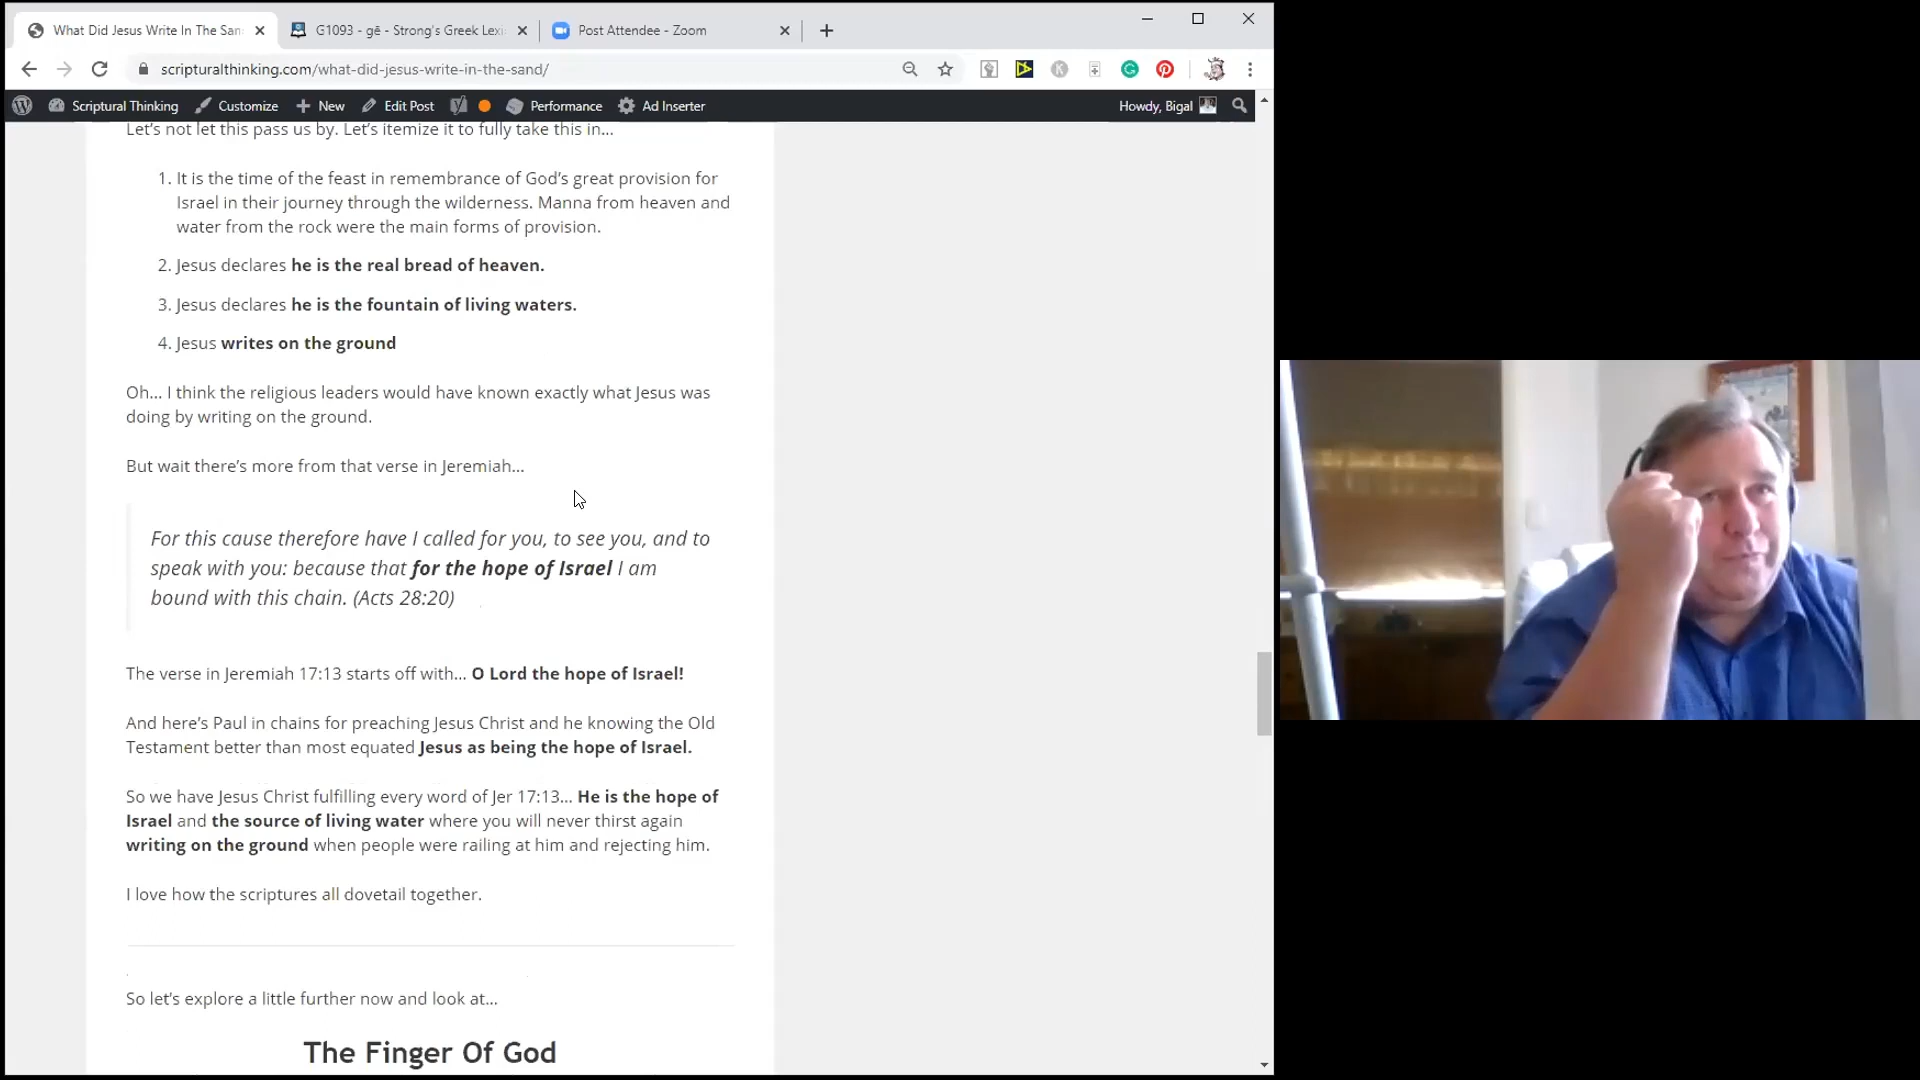 What Did Jesus Write In The San
G1093 - gē - Strong's Greek Lexi
Post Attendee - Zoom
scripturalthinking.com/what-did-jesus-write-in-the-sand/
Scriptural Thinking
Customize
New
Edit Post
Performance
Ad Inserter
Howdy, Bigal
Let's not let this pass us by. Let's itemize it to fully take this in...
1. It is the time of the feast in remembrance of God's great provision for
Israel in their journey through the wilderness. Manna from heaven and
water from the rock were the main forms of provision.
2. Jesus declares he is the real bread of heaven.
3. Jesus declares he is the fountain of living waters.
4. Jesus writes on the ground
Oh... I think the religious leaders would have known exactly what Jesus was
doing by writing on the ground.
But wait there's more from that verse in Jeremiah...
For this cause therefore have I called for you, to see you, and to
speak with you: because that for the hope of Israel I am
bound with this chain. (Acts 28:20)
The verse in Jeremiah 17:13 starts off with... O Lord the hope of Israel!
And here's Paul in chains for preaching Jesus Christ and he knowing the Old
Testament better than most equated Jesus as being the hope of Israel.
So we have Jesus Christ fulfilling every word of Jer 17:13... He is the hope of
Israel and the source of living water where you will never thirst again
writing on the ground when people were railing at him and rejecting him.
I love how the scriptures all dovetail together.
So let's explore a little further now and look at...
The Finger Of God